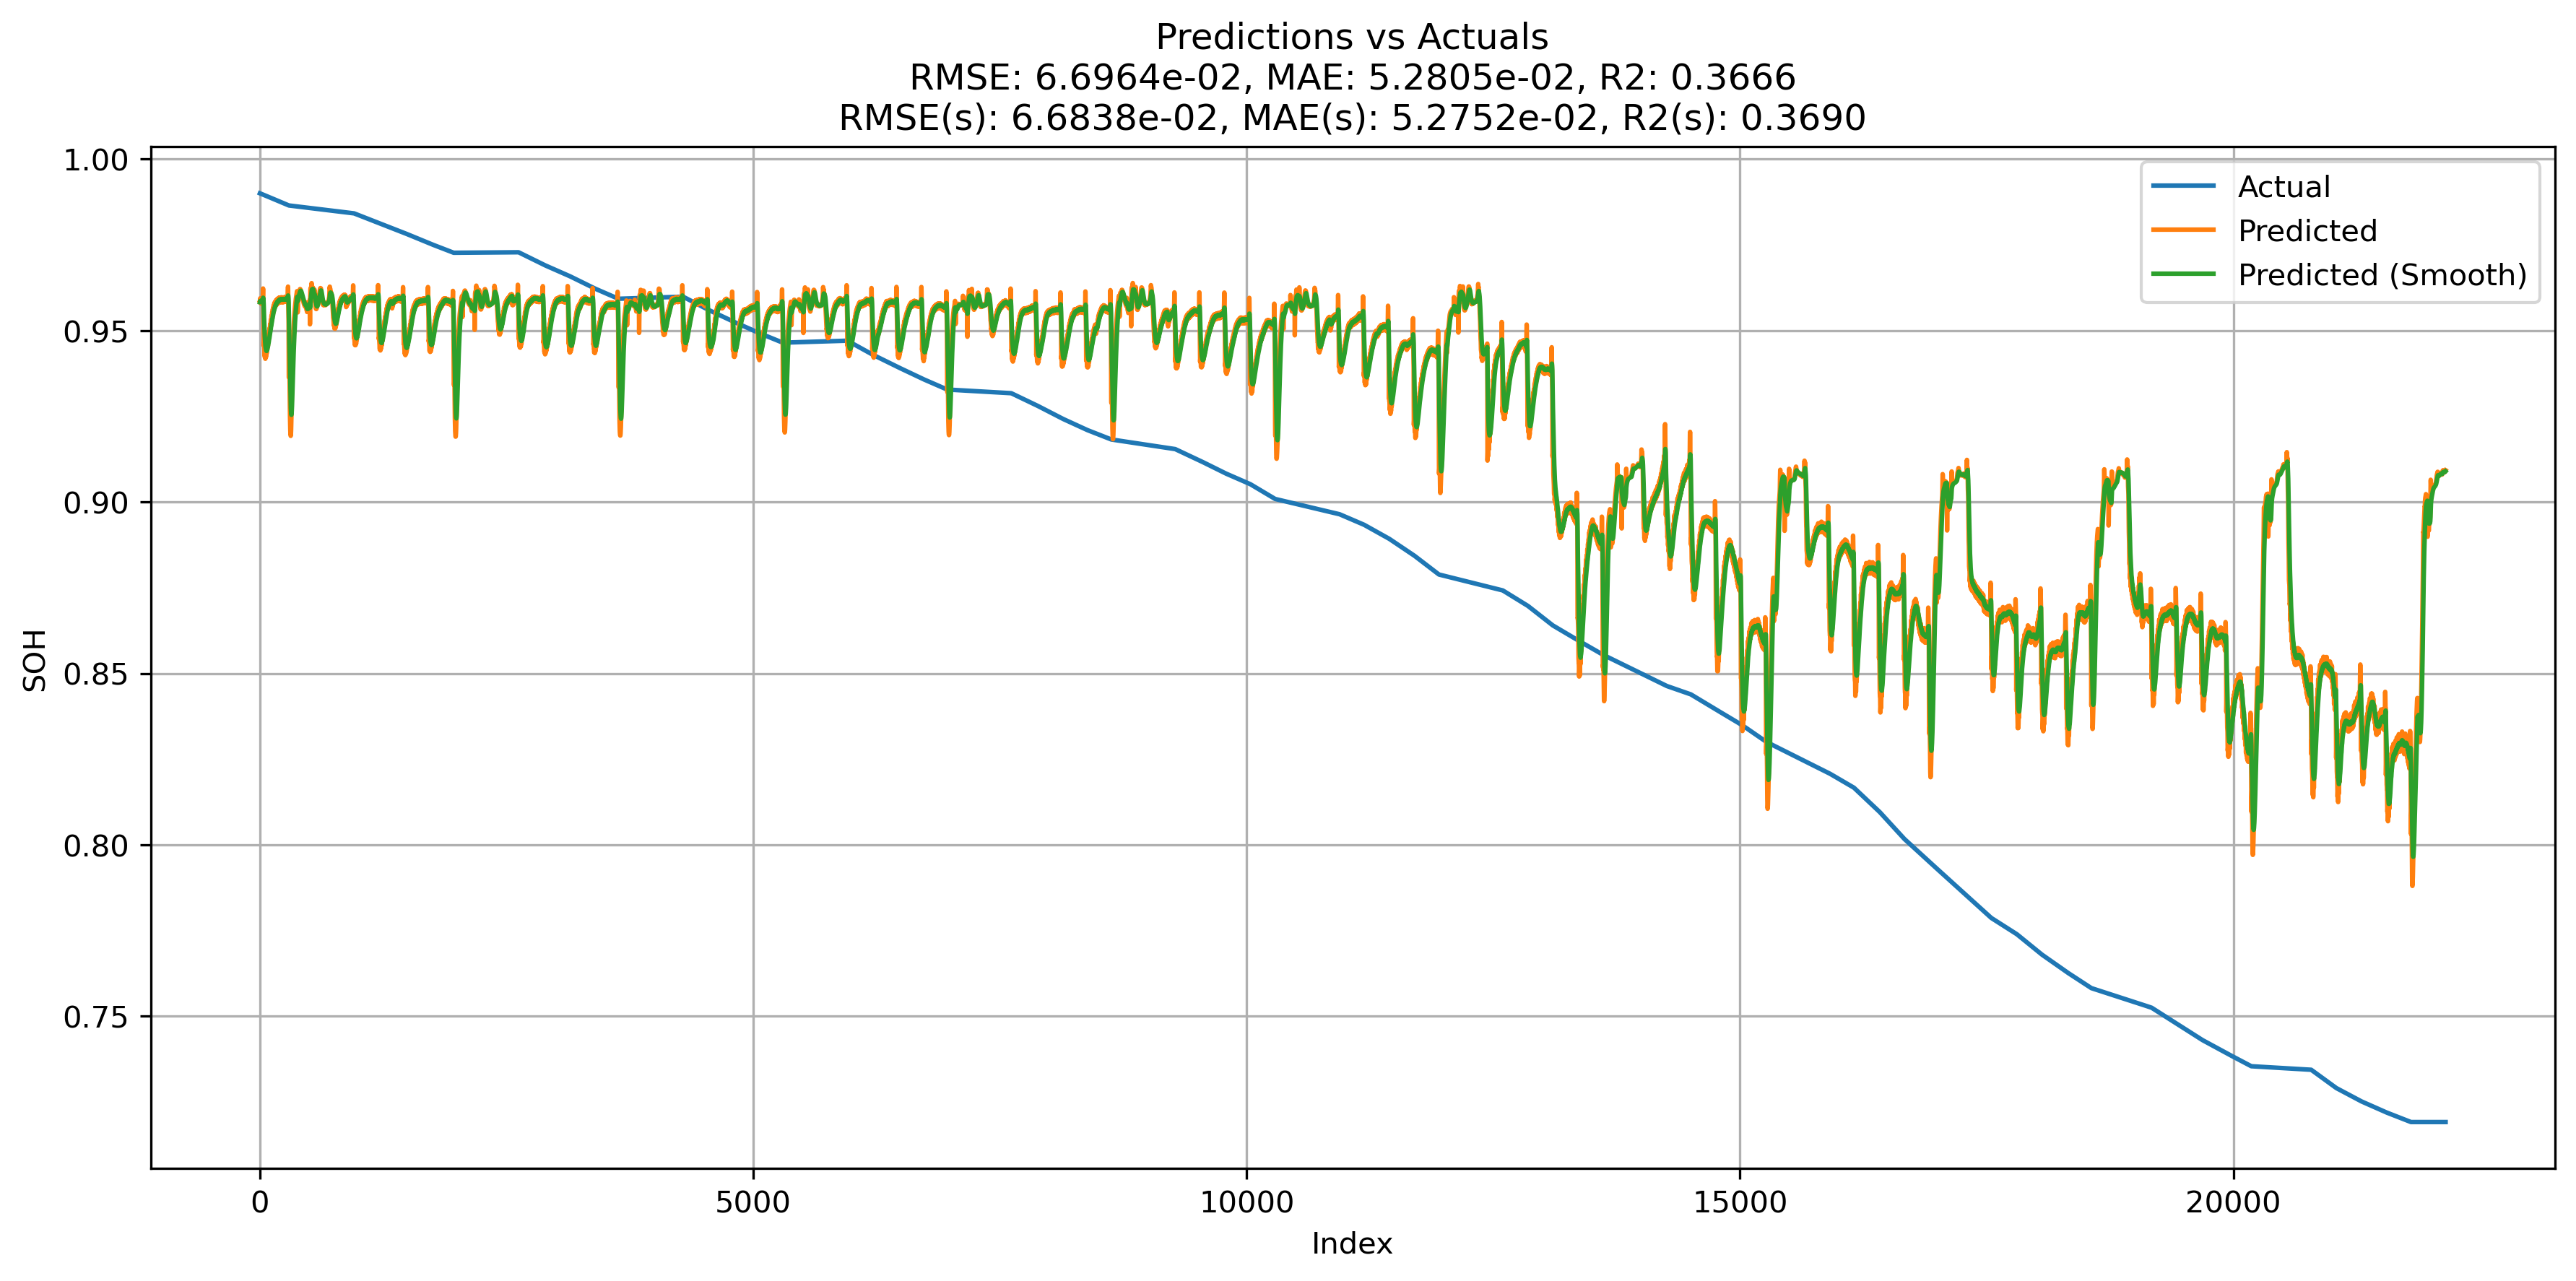 Predictions vs Actuals
RMSE: 6.6964e-02, MAE: 5.2805e-02, R2: 0.3666
RMSE(s): 6.6838e-02, MAE(s): 5.2752e-02, R2(s): 0.3690
1.00
0.95
0.90
0.85
0.80
0.75
SOH
Actual
Predicted
Predicted (Smooth)
0 5000 10000 15000 20000
Index